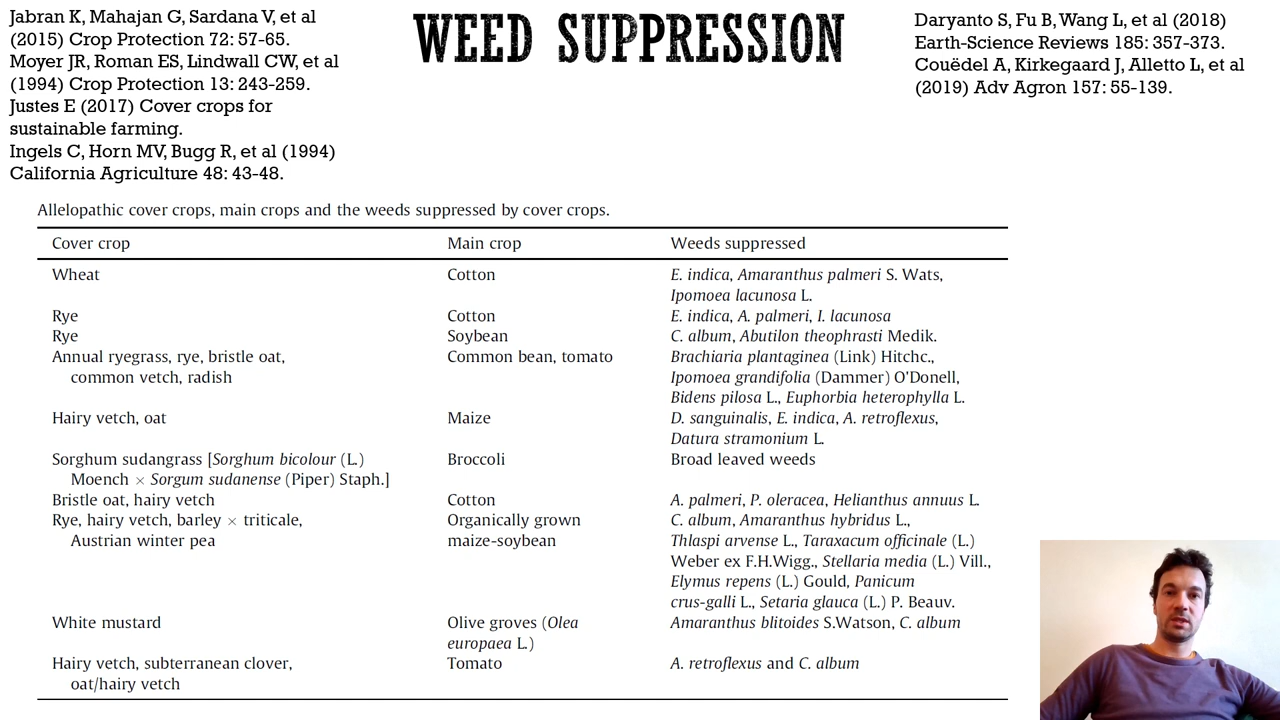 Jabran K, Mahajan G, Sardana V, et al
(2015) Crop Protection 72: 57-65.
Moyer JR, Roman ES, Lindwall CW, et al
(1994) Crop Protection 13: 243-259.
Justes E (2017) Cover crops for
sustainable farming.
Ingels C, Horn MV, Bugg R, et al (1994)
California Agriculture 48: 43-48.
WEED SUPPRESSION
Daryanto S, Fu B, Wang L, et al (2018)
Earth-Science Reviews 185: 357-373.
Couëdel A, Kirkegaard J, Alletto L, et al
(2019) Adv Agron 157: 55-139.
Allelopathic cover crops, main crops and the weeds suppressed by cover crops.
Cover crop Main crop Weeds suppressed
Wheat Cotton E. indica, Amaranthus palmeri S. Wats,
Ipomoea lacunosa L.
Rye Cotton E. indica, A. palmeri, I. lacunosa
Rye Soybean C. album, Abutilon theophrasti Medik.
Annual ryegrass, rye, bristle oat, Common bean, tomato Brachiaria plantaginea (Link) Hitchc.,
common vetch, radish Ipomoea grandifolia (Dammer) O'Donell,
Bidens pilosa L., Euphorbia heterophylla L.
Hairy vetch, oat Maize D. sanguinalis, E. indica, A. retroflexus,
Datura stramonium L.
Sorghum sudangrass [Sorghum bicolour (L.) Broccoli Broad leaved weeds
Moench × Sorgum sudanense (Piper) Staph.]
Bristle oat, hairy vetch Cotton A. palmeri, P. oleracea, Helianthus annuus L.
Rye, hairy vetch, barley × triticale, Organically grown C. album, Amaranthus hybridus L.,
Austrian winter pea maize-soybean Thlaspi arvense L., Taraxacum officinale (L.)
Weber ex F.H.Wigg., Stellaria media (L.) Vill.,
Elymus repens (L.) Gould, Panicum
crus-galli L., Setaria glauca (L.) P. Beauv.
White mustard Olive groves (Olea Amaranthus blitoides S.Watson, C. album
europaea L.)
Hairy vetch, subterranean clover, Tomato A. retroflexus and C. album
oat/hairy vetch